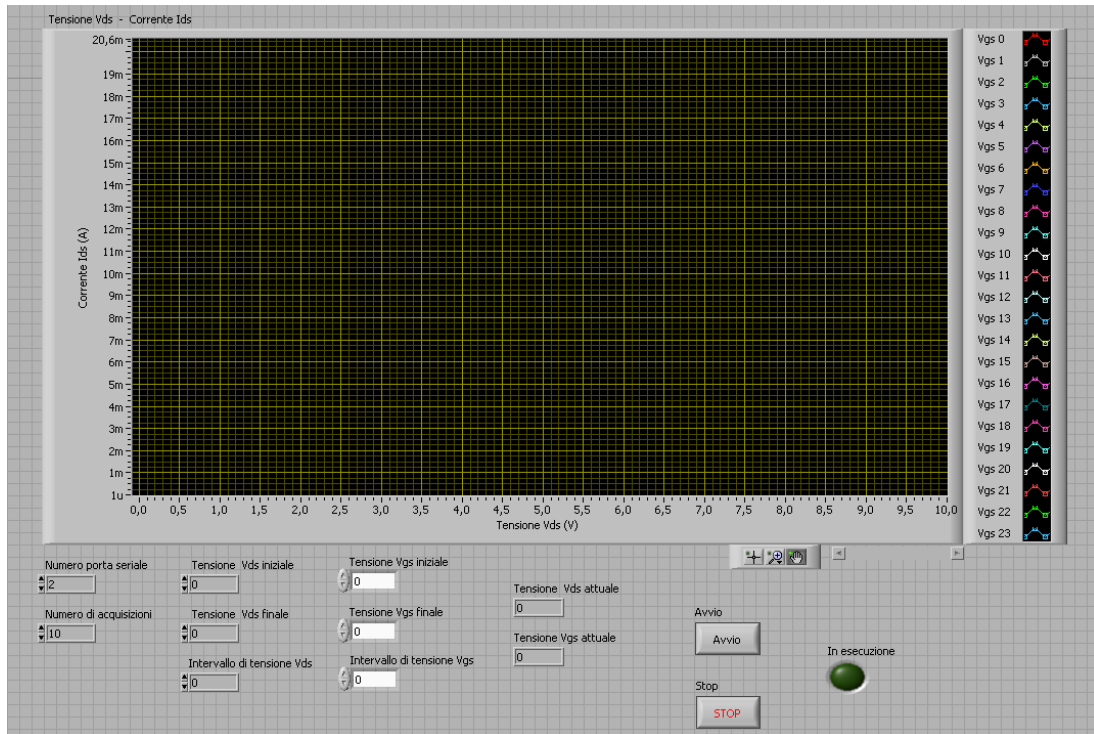 Tensione Vds - Corrente Ids
20,6m
19m
18m
17m
16m
15m
14m
13m
12m
11m
10m
9m
8m
7m
6m
5m
4m
3m
2m
1m
1u
Corrente Ids (A)
0,0 0,5 1,0 1,5 2,0 2,5 3,0 3,5 4,0 4,5 5,0 5,5 6,0 6,5 7,0 7,5 8,0 8,5 9,0 9,5 10,0
Tensione Vds (V)
Vgs 0
Vgs 1
Vgs 2
Vgs 3
Vgs 4
Vgs 5
Vgs 6
Vgs 7
Vgs 8
Vgs 9
Vgs 10
Vgs 11
Vgs 12
Vgs 13
Vgs 14
Vgs 15
Vgs 16
Vgs 17
Vgs 18
Vgs 19
Vgs 20
Vgs 21
Vgs 22
Vgs 23
Numero porta seriale
2
Numero di acquisizioni
10
Tensione Vds iniziale
0
Tensione Vds finale
0
Intervallo di tensione Vds
0
Tensione Vgs iniziale
0
Tensione Vgs finale
0
Intervallo di tensione Vgs
0
Tensione Vds attuale
0
Tensione Vgs attuale
0
Avvio
Avvio
Stop
STOP
In esecuzione